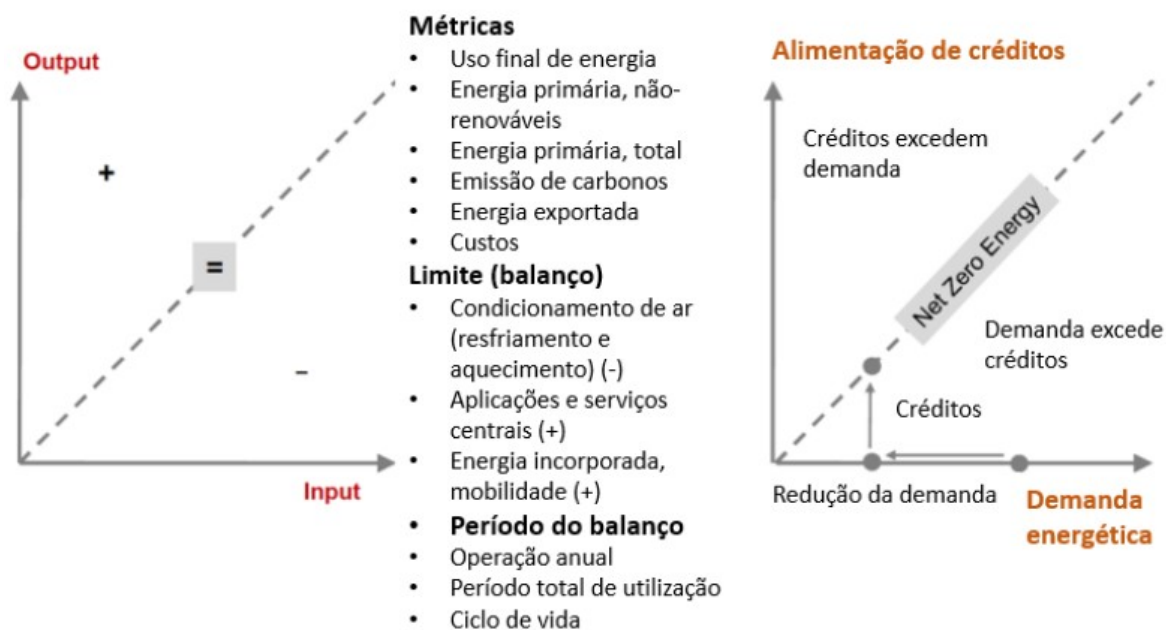 Output
+
=
−
Input
Métricas
• Uso final de energia
• Energia primária, não-
renováveis
• Energia primária, total
• Emissão de carbonos
• Energia exportada
• Custos
Limite (balanço)
• Condicionamento de ar
(resfriamento e
aquecimento) (-)
• Aplicações e serviços
centrais (+)
• Energia incorporada,
mobilidade (+)
• Período do balanço
• Operação anual
• Período total de utilização
• Ciclo de vida
Alimentação de créditos
Créditos excedem
demanda
Net Zero Energy
Demanda excede
créditos
Créditos
Redução da demanda
Demanda
energética